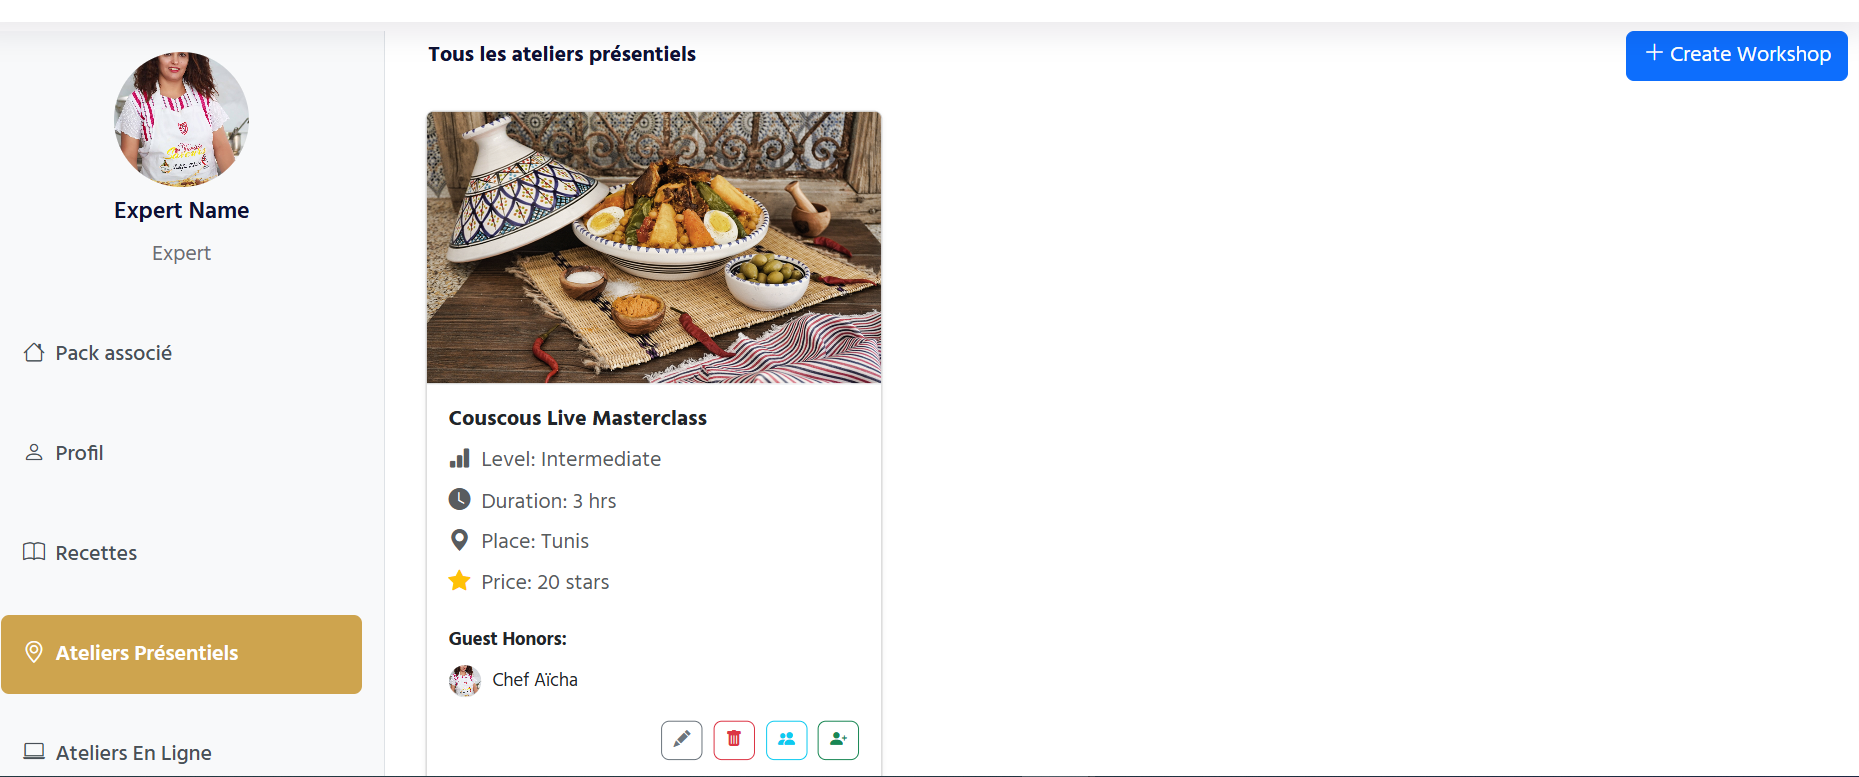 Expert Name
Expert
Pack associé
Profil
Recettes
Ateliers Présentiels
Ateliers En Ligne
Tous les ateliers présentiels
Create Workshop
Couscous Live Masterclass
Level: Intermediate
Duration: 3 hrs
Place: Tunis
Price: 20 stars
Guest Honors:
Chef Aïcha